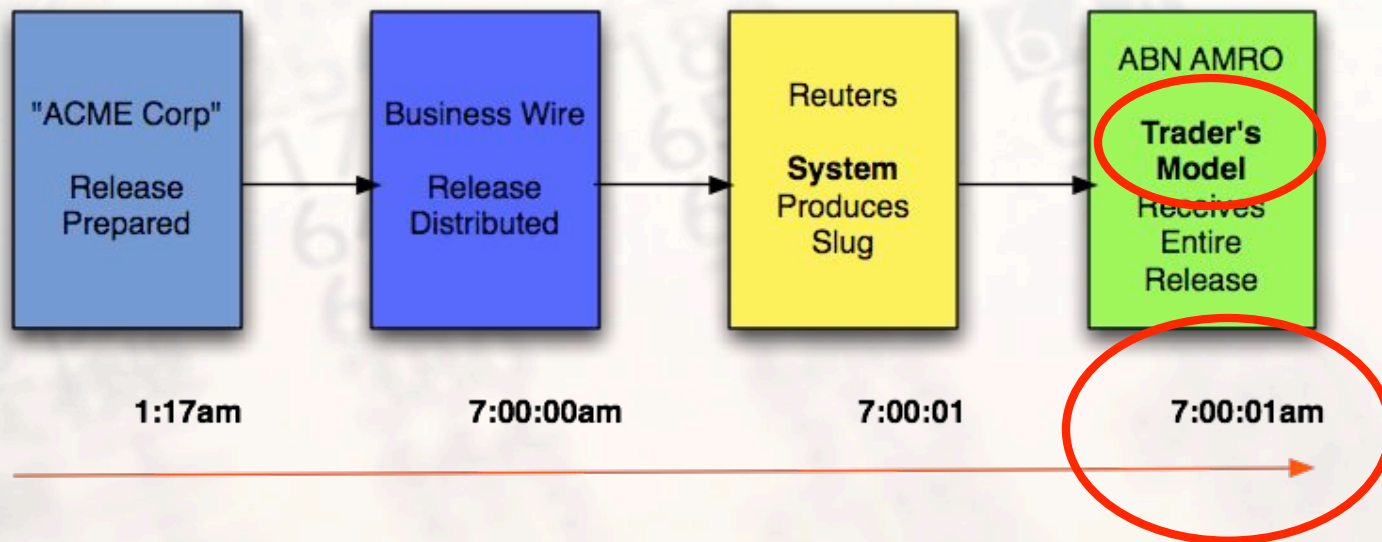 "ACME Corp"
Release
Prepared
Business Wire
Release
Distributed
Reuters
System
Produces
Slug
ABN AMRO
Trader's
Model
Receives
Entire
Release
1:17am
7:00:00am
7:00:01
7:00:01am